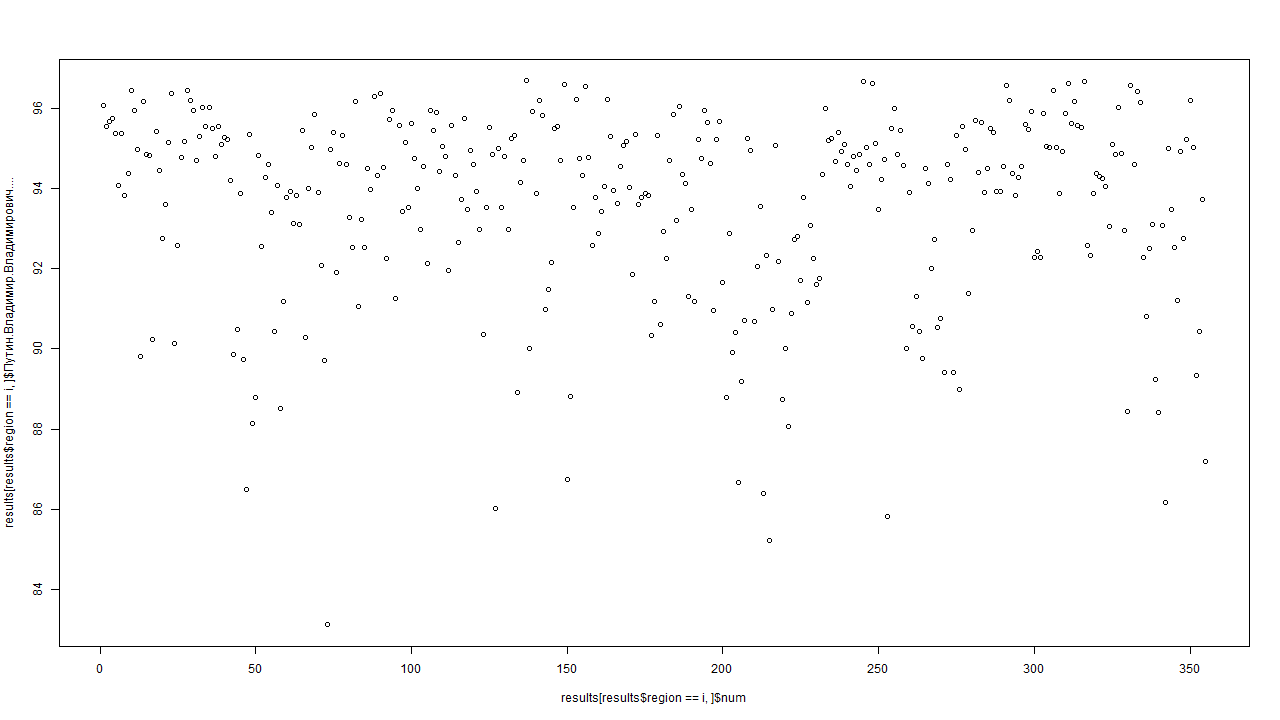 results[results$region == i, ]$Путин.Владимир.Владимирович....
96
94
92
90
88
86
84
0 50 100 150 200 250 300 350
results[results$region == i, ]$num